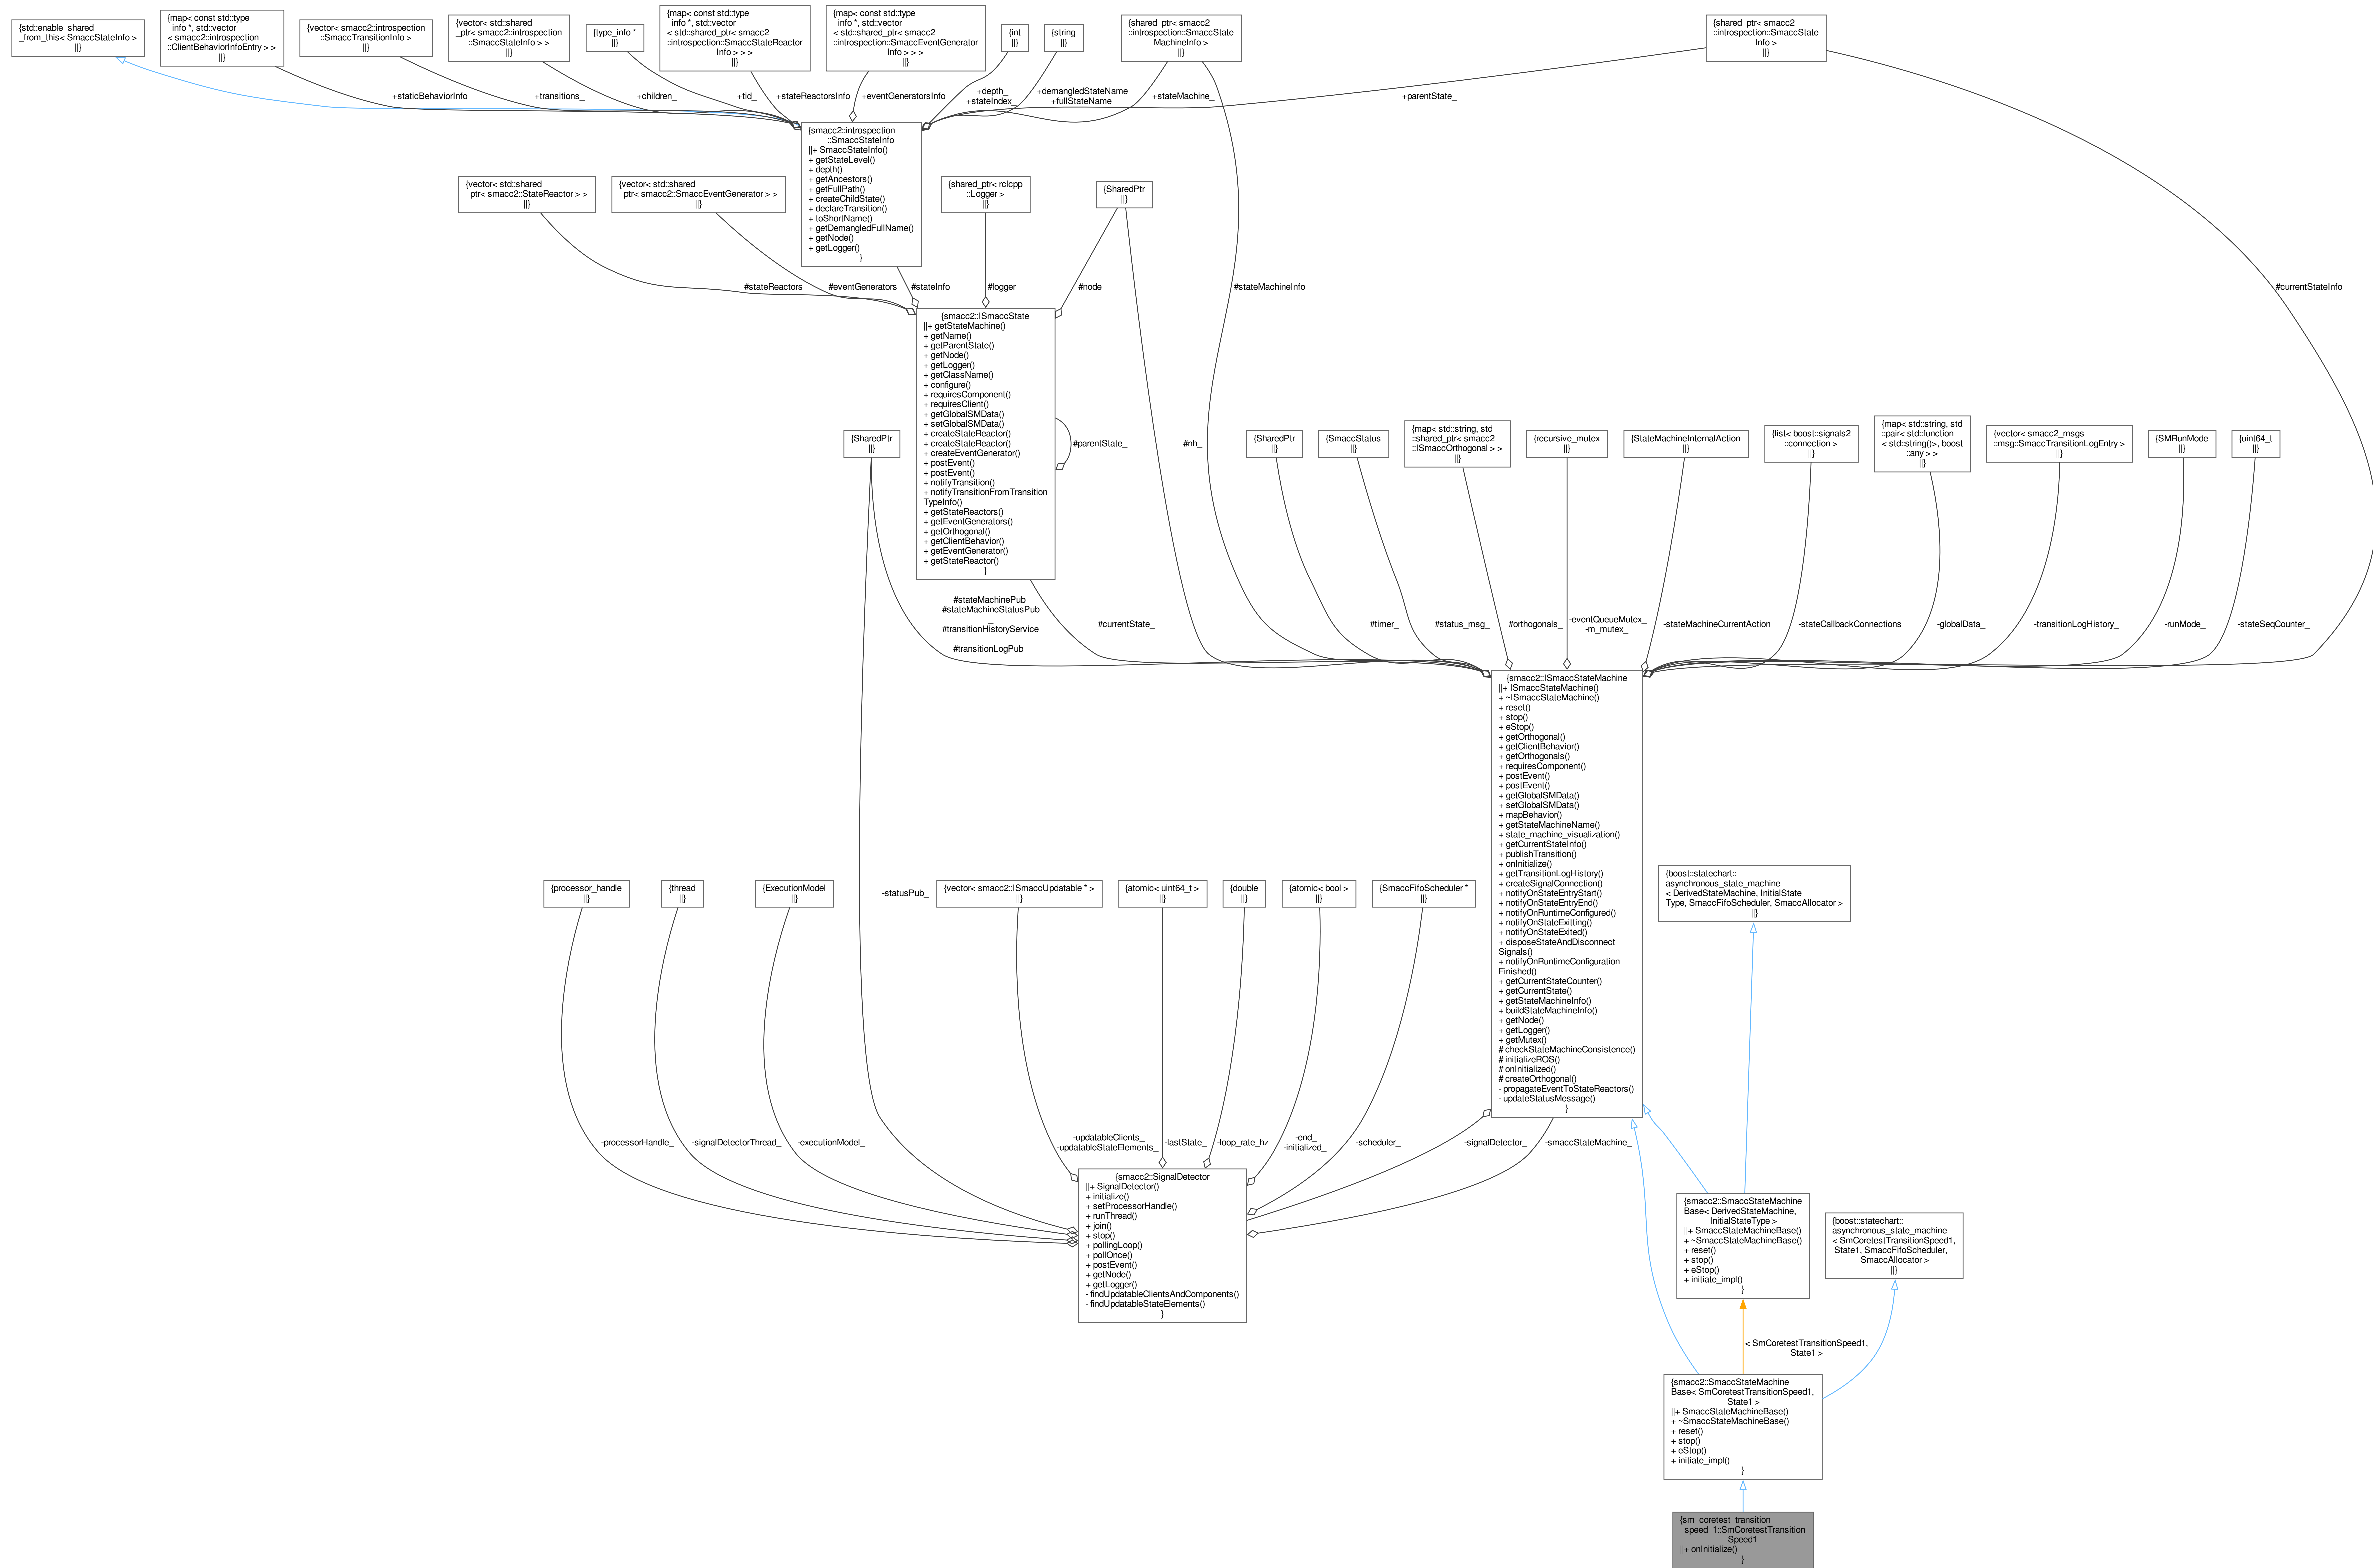 {std::enable_shared
_from_this< SmaccStateInfo >
||}
{map< const std::type
_info *, std::vector
< smacc2::introspection
::ClientBehaviorInfoEntry > >
||}
{vector< smacc2::introspection
::SmaccTransitionInfo >
||}
{vector< std::shared
_ptr< smacc2::introspection
::SmaccStateInfo > >
||}
{type_info *
||}
{map< const std::type
_info *, std::vector
< std::shared_ptr< smacc2
::introspection::SmaccStateReactor
Info > > >
||}
{map< const std::type
_info *, std::vector
< std::shared_ptr< smacc2
::introspection::SmaccEventGenerator
Info > > >
||}
{int
||}
{string
||}
{shared_ptr< smacc2
::introspection::SmaccState
MachineInfo >
||}
{shared_ptr< smacc2
::introspection::SmaccState
Info >
||}
+staticBehaviorInfo
+transitions_
+children_
+tid_
+stateReactorsInfo
+eventGeneratorsInfo
+depth_
+stateIndex_
+demangledStateName
+fullStateName
+stateMachine_
+parentState_
{smacc2::introspection
::SmaccStateInfo
||+ SmaccStateInfo()
+ getStateLevel()
+ depth()
+ getAncestors()
+ getFullPath()
+ createChildState()
+ declareTransition()
+ toShortName()
+ getDemangledFullName()
+ getNode()
+ getLogger()
}
{vector< std::shared
_ptr< smacc2::StateReactor > >
||}
{vector< std::shared
_ptr< smacc2::SmaccEventGenerator > >
||}
{shared_ptr< rclcpp
::Logger >
||}
{SharedPtr
||}
#stateReactors_
#eventGenerators_
#stateInfo_
#logger_
#node_
#stateMachineInfo_
#currentStateInfo_
{smacc2::ISmaccState
||+ getStateMachine()
+ getName()
+ getParentState()
+ getNode()
+ getLogger()
+ getClassName()
+ configure()
+ requiresComponent()
+ requiresClient()
+ getGlobalSMData()
+ setGlobalSMData()
+ createStateReactor()
+ createStateReactor()
+ createEventGenerator()
+ postEvent()
+ postEvent()
+ notifyTransition()
+ notifyTransitionFromTransition
TypeInfo()
+ getStateReactors()
+ getEventGenerators()
+ getOrthogonal()
+ getClientBehavior()
+ getEventGenerator()
+ getStateReactor()
}
#parentState_
#nh_
{SharedPtr
||}
{SharedPtr
||}
{SmaccStatus
||}
{map< std::string, std
::shared_ptr< smacc2
::ISmaccOrthogonal > >
||}
{recursive_mutex
||}
{StateMachineInternalAction
||}
{list< boost::signals2
::connection >
||}
{map< std::string, std
::pair< std::function
< std::string()>, boost
::any > >
||}
{vector< smacc2_msgs
::msg::SmaccTransitionLogEntry >
||}
{SMRunMode
||}
{uint64_t
||}
#stateMachinePub_
#stateMachineStatusPub
_
#transitionHistoryService
_
#transitionLogPub_
#currentState_
#timer_
#status_msg_
#orthogonals_
-eventQueueMutex_
-m_mutex_
-stateMachineCurrentAction
-stateCallbackConnections
-globalData_
-transitionLogHistory_
-runMode_
-stateSeqCounter_
{smacc2::ISmaccStateMachine
||+ ISmaccStateMachine()
+ ~ISmaccStateMachine()
+ reset()
+ stop()
+ eStop()
+ getOrthogonal()
+ getClientBehavior()
+ getOrthogonals()
+ requiresComponent()
+ postEvent()
+ postEvent()
+ getGlobalSMData()
+ setGlobalSMData()
+ mapBehavior()
+ getStateMachineName()
+ state_machine_visualization()
+ getCurrentStateInfo()
+ publishTransition()
+ onInitialize()
+ getTransitionLogHistory()
+ createSignalConnection()
+ notifyOnStateEntryStart()
+ notifyOnStateEntryEnd()
+ notifyOnRuntimeConfigured()
+ notifyOnStateExitting()
+ notifyOnStateExited()
+ disposeStateAndDisconnect
Signals()
+ notifyOnRuntimeConfiguration
Finished()
+ getCurrentStateCounter()
+ getCurrentState()
+ getStateMachineInfo()
+ buildStateMachineInfo()
+ getNode()
+ getLogger()
+ getMutex()
# checkStateMachineConsistence()
# initializeROS()
# onInitialized()
# createOrthogonal()
- propagateEventToStateReactors()
- updateStatusMessage()
}
{processor_handle
||}
{thread
||}
{ExecutionModel
||}
-statusPub_
{vector< smacc2::ISmaccUpdatable * >
||}
{atomic< uint64_t >
||}
{double
||}
{atomic< bool >
||}
{SmaccFifoScheduler *
||}
{boost::statechart::
asynchronous_state_machine
< DerivedStateMachine, InitialState
Type, SmaccFifoScheduler, SmaccAllocator >
||}
-processorHandle_
-signalDetectorThread_
-executionModel_
-updatableClients_
-updatableStateElements_
-lastState_
-loop_rate_hz
-end_
-initialized_
-scheduler_
-signalDetector_
-smaccStateMachine_
{smacc2::SignalDetector
||+ SignalDetector()
+ initialize()
+ setProcessorHandle()
+ runThread()
+ join()
+ stop()
+ pollingLoop()
+ pollOnce()
+ postEvent()
+ getNode()
+ getLogger()
- findUpdatableClientsAndComponents()
- findUpdatableStateElements()
}
{smacc2::SmaccStateMachine
Base< DerivedStateMachine,
InitialStateType >
||+ SmaccStateMachineBase()
+ ~SmaccStateMachineBase()
+ reset()
+ stop()
+ eStop()
+ initiate_impl()
}
{boost::statechart::
asynchronous_state_machine
< SmCoretestTransitionSpeed1,
State1, SmaccFifoScheduler,
SmaccAllocator >
||}
< SmCoretestTransitionSpeed1,
State1 >
{smacc2::SmaccStateMachine
Base< SmCoretestTransitionSpeed1,
State1 >
||+ SmaccStateMachineBase()
+ ~SmaccStateMachineBase()
+ reset()
+ stop()
+ eStop()
+ initiate_impl()
}
{sm_coretest_transition
_speed_1::SmCoretestTransition
Speed1
||+ onInitialize()
}